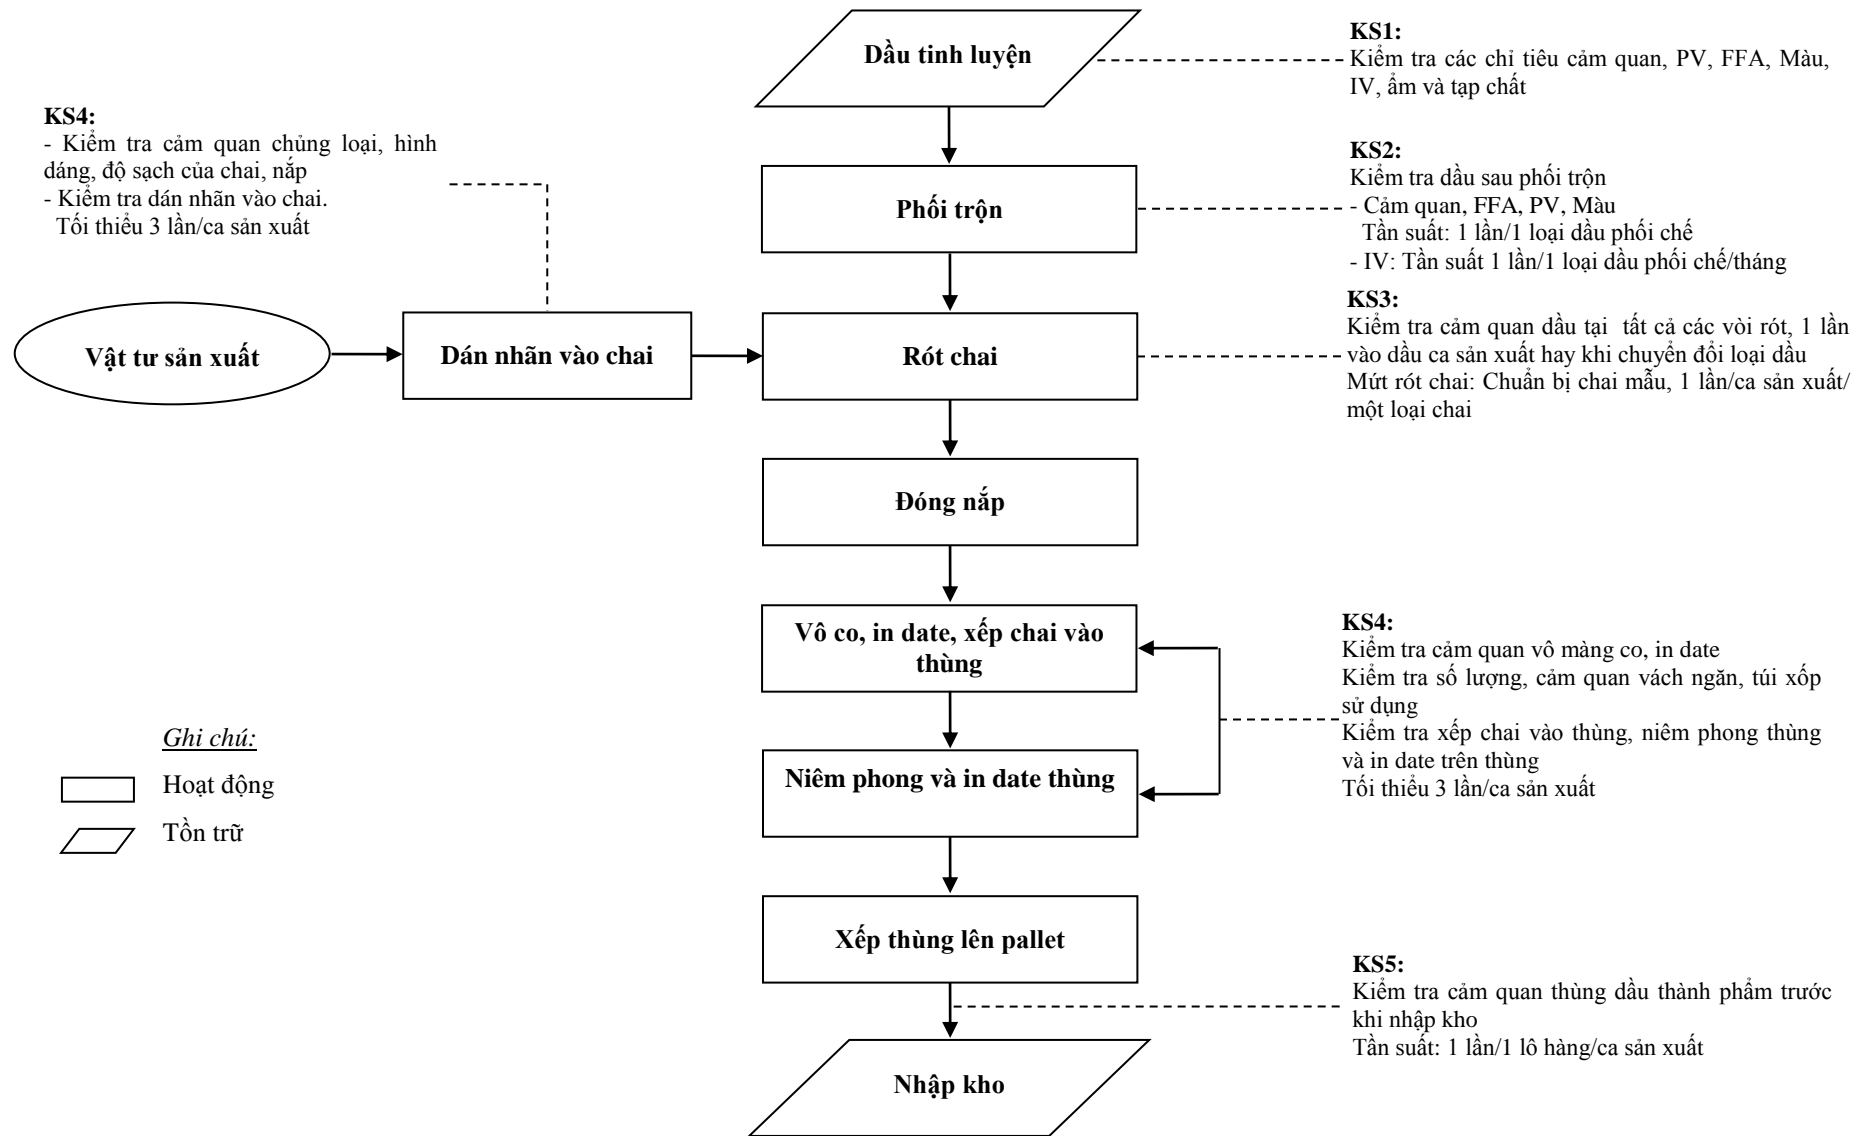 Dầu tinh luyện
KS1:
Kiểm tra các chỉ tiêu cảm quan, PV, FFA, Màu,
IV, ẩm và tạp chất
KS4:
- Kiểm tra cảm quan chủng loại, hình
dáng, độ sạch của chai, nắp
- Kiểm tra dán nhãn vào chai.
Tối thiểu 3 lần/ca sản xuất
Phối trộn
KS2:
Kiểm tra dầu sau phối trộn
- Cảm quan, FFA, PV, Màu
Tần suất: 1 lần/1 loại dầu phối chế
- IV: Tần suất 1 lần/1 loại dầu phối chế/tháng
Vật tư sản xuất
Dán nhãn vào chai
Rót chai
KS3:
Kiểm tra cảm quan dầu tại tất cả các vòi rót, 1 lần
vào dầu ca sản xuất hay khi chuyển đổi loại dầu
Mứt rót chai: Chuẩn bị chai mẫu, 1 lần/ca sản xuất/
một loại chai
Đóng nắp
Vô co, in date, xếp chai vào
thùng
KS4:
Kiểm tra cảm quan vô màng co, in date
Kiểm tra số lượng, cảm quan vách ngăn, túi xốp
sử dụng
Kiểm tra xếp chai vào thùng, niêm phong thùng
và in date trên thùng
Tối thiểu 3 lần/ca sản xuất
Niêm phong và in date thùng
Ghi chú:
Hoạt động
Tồn trữ
Xếp thùng lên pallet
KS5:
Kiểm tra cảm quan thùng dầu thành phẩm trước
khi nhập kho
Tần suất: 1 lần/1 lô hàng/ca sản xuất
Nhập kho